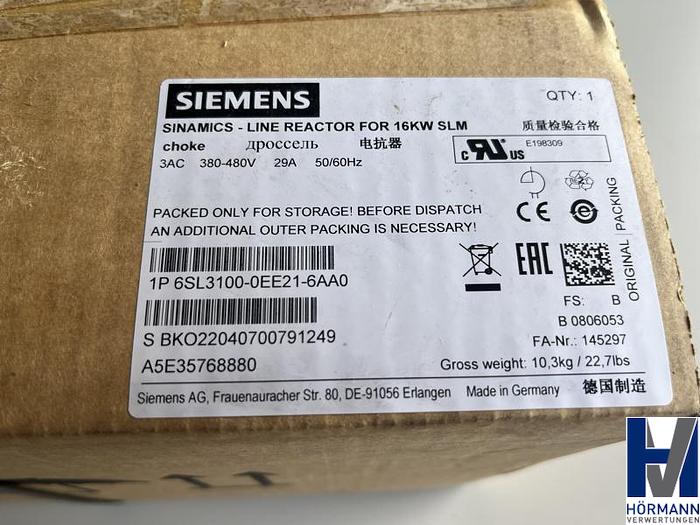 SIEMENS
QTY: 1
SINAMICS - LINE REACTOR FOR 16KW SLM
质量检验合格
choke дроссель 电抗器
3AC 380-480V 29A 50/60Hz
c RU US
E198309
PACKED ONLY FOR STORAGE! BEFORE DISPATCH
AN ADDITIONAL OUTER PACKING IS NECESSARY!
CE
EAC
ORIGINAL PACKING
1P 6SL3100-0EE21-6AA0
FS: B
S BKO22040700791249
B 0806053
FA-Nr.: 145297
A5E35768880
Gross weight: 10,3kg / 22,7lbs
Siemens AG, Frauenauracher Str. 80, DE-91056 Erlangen Made in Germany 德国制造
HÖRMANN
VERWERTUNGEN